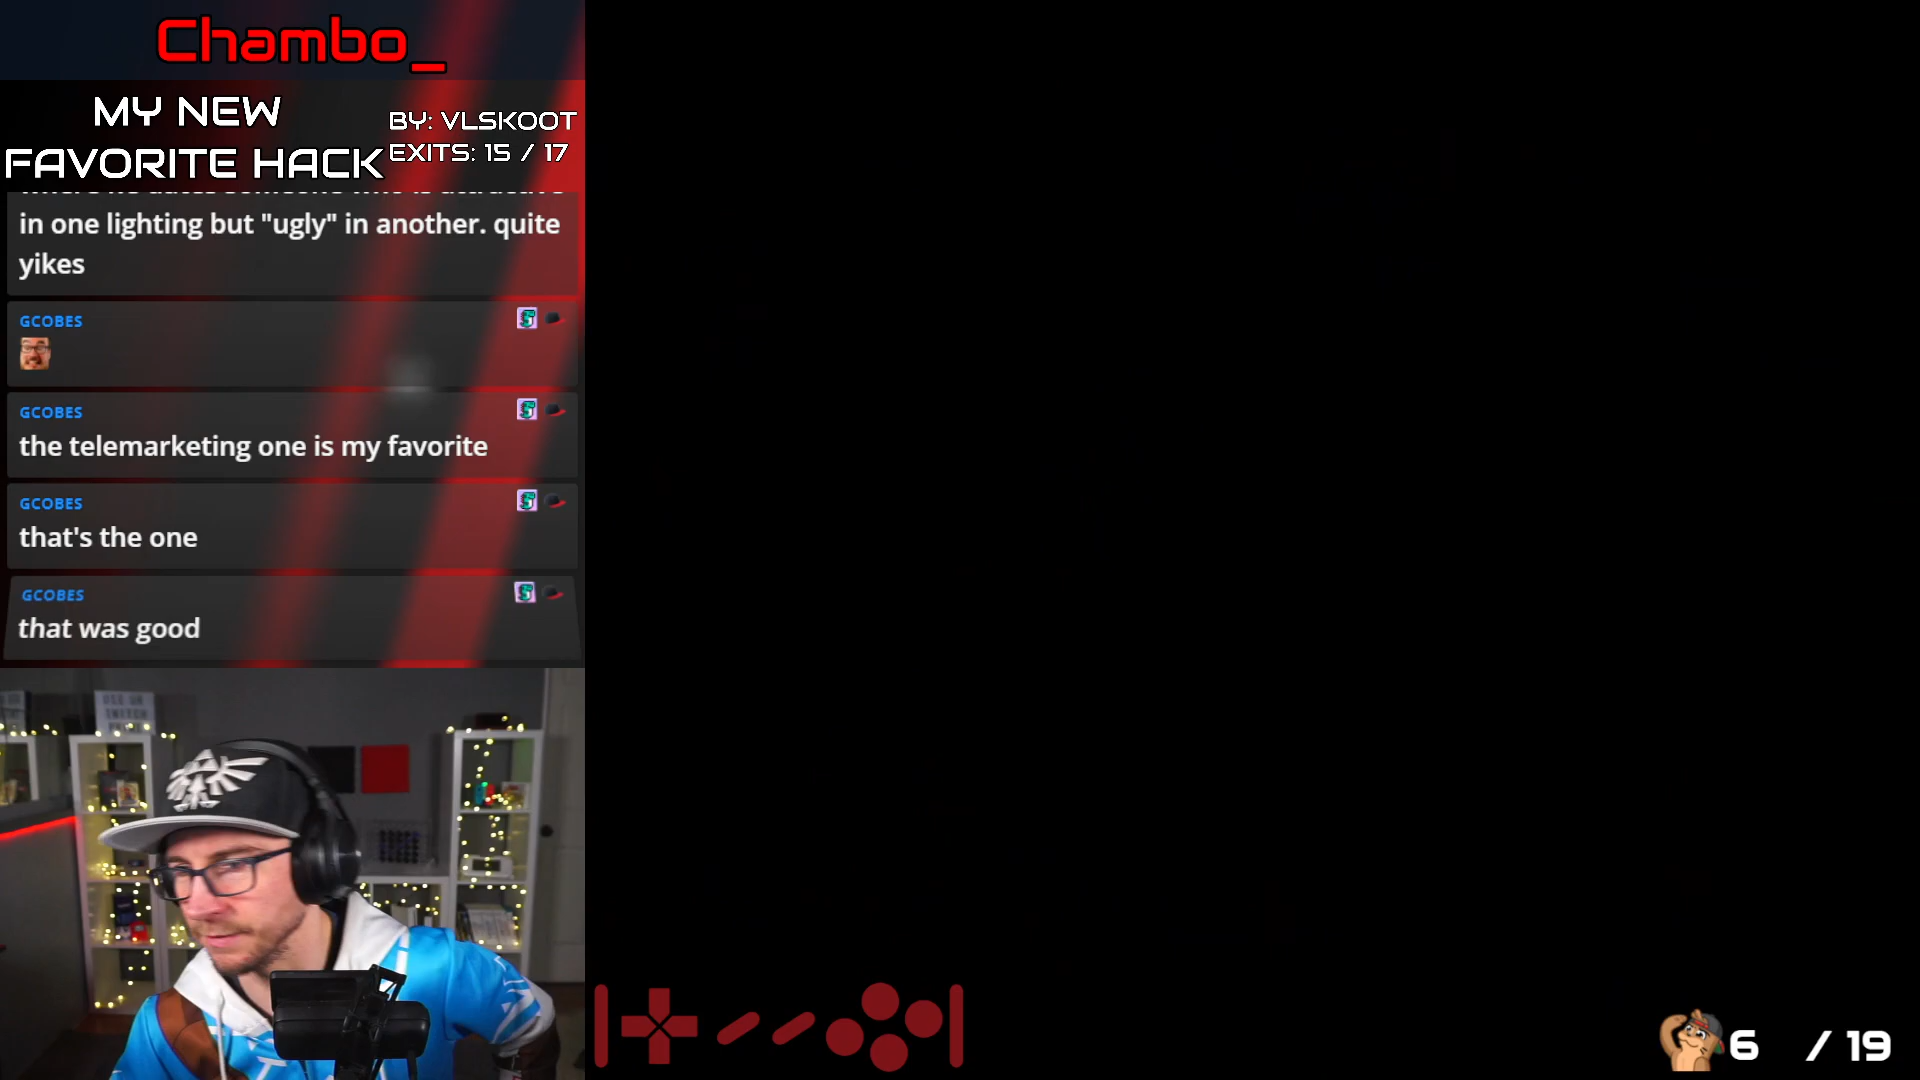 Chambo_
MY NEW
FAVORITE HACK
BY: VLSKOOT
EXITS: 15 / 17
in one lighting but "ugly" in another. quite
yikes
GCOBES
GCOBES
the telemarketing one is my favorite
GCOBES
that's the one
GCOBES
that was good
6 / 19